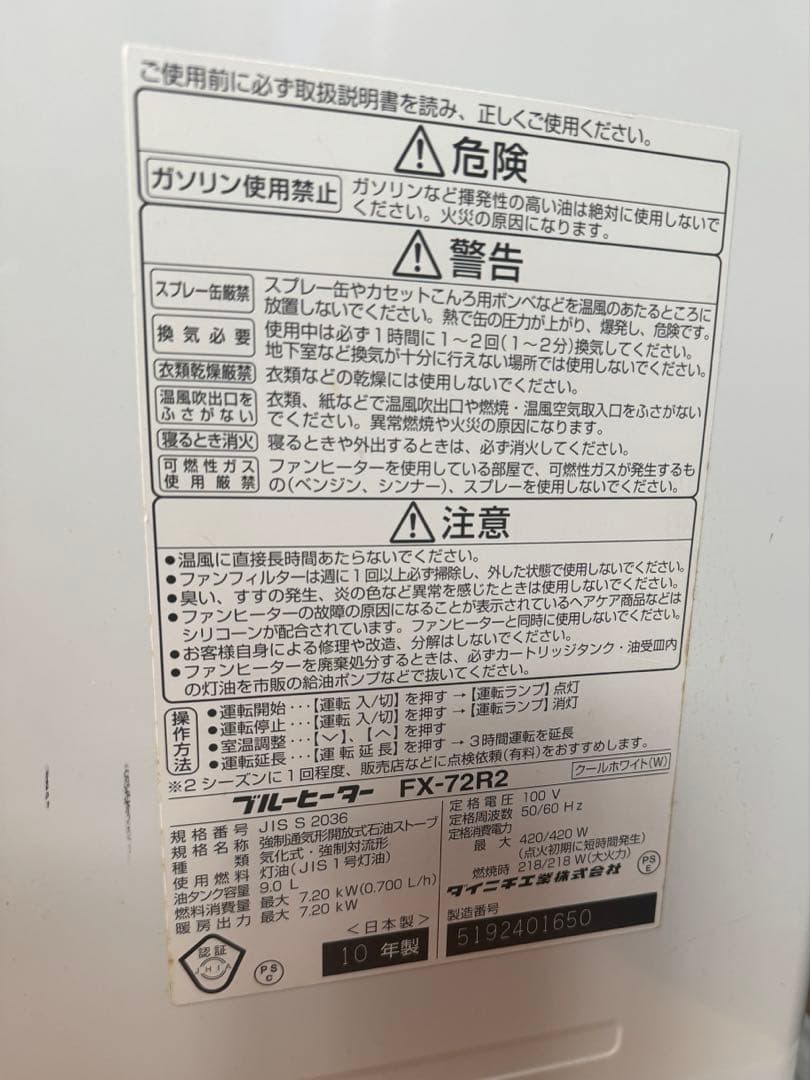 ご使用前に必ず取扱説明書を読み、正しくご使用ください。
危険
ガソリン使用禁止
ガソリンなど揮発性の高い油は絶対に使用しないで
ください。火災の原因になります。
警告
スプレー缶厳禁
スプレー缶やカセットこんろ用ボンベなどを温風のあたるところに
放置しないでください。熱で缶の圧力が上がり、爆発し、危険です。
換気必要
使用中は必ず1時間に1～2回(1～2分)換気してください。
地下室など換気が十分に行えない場所では使用しないでください。
衣類乾燥厳禁
衣類などの乾燥には使用しないでください。
温風吹出口を
ふさがない
衣類、紙などで温風吹出口や燃焼・温風空気取入口をふさがない
でください。異常燃焼や火災の原因になります。
寝るとき消火
寝るときや外出するときは、必ず消火してください。
可燃性ガス
使用厳禁
ファンヒーターを使用している部屋で、可燃性ガスが発生するも
の(ベンジン、シンナー)、スプレーを使用しないでください。
注意
●温風に直接長時間あたらないでください。
●ファンフィルターは週に1回以上必ず掃除し、外した状態で使用しないでください。
●臭い、すすの発生、炎の色など異常を感じたときは使用しないでください。
●ファンヒーターの故障の原因になることが表示されているヘアケア商品などは
シリコーンが配合されています。ファンヒーターと同時に使用しないでください。
●お客様自身による修理や改造、分解はしないでください。
●ファンヒーターを廃棄処分するときは、必ずカートリッジタンク・油受皿内
の灯油を市販の給油ポンプなどで抜いてください。
操作方法
●運転開始･･･【運転 入/切】を押す→【運転ランプ】点灯
●運転停止･･･【運転 入/切】を押す→【運転ランプ】消灯
●室温調整･･･【﹀】、【︿】を押す
●運転延長･･･【運転延長】を押す→3時間運転を延長
※2シーズンに1回程度、販売店などに点検依頼(有料)をおすすめします。
ブルーヒーター FX-72R2
クールホワイト(W)
規格番号 JIS S 2036
規格名称 強制通気形開放式石油ストーブ
種類 気化式・強制対流形
使用燃料 灯油(JIS1号灯油)
油タンク容量 9.0 L
燃料消費量 最大 7.20 kW(0.700 L/h)
暖房出力 最大 7.20 kW
定格電圧 100 V
定格周波数 50/60 Hz
定格消費電力
最大 420/420 W
(点火初期に短時間発生)
燃焼時 218/218 W(大火力)
ダイニチ工業株式会社
PS
E
<日本製>
10 年製
製造番号
5192401650
認証
JHIA
PS
C